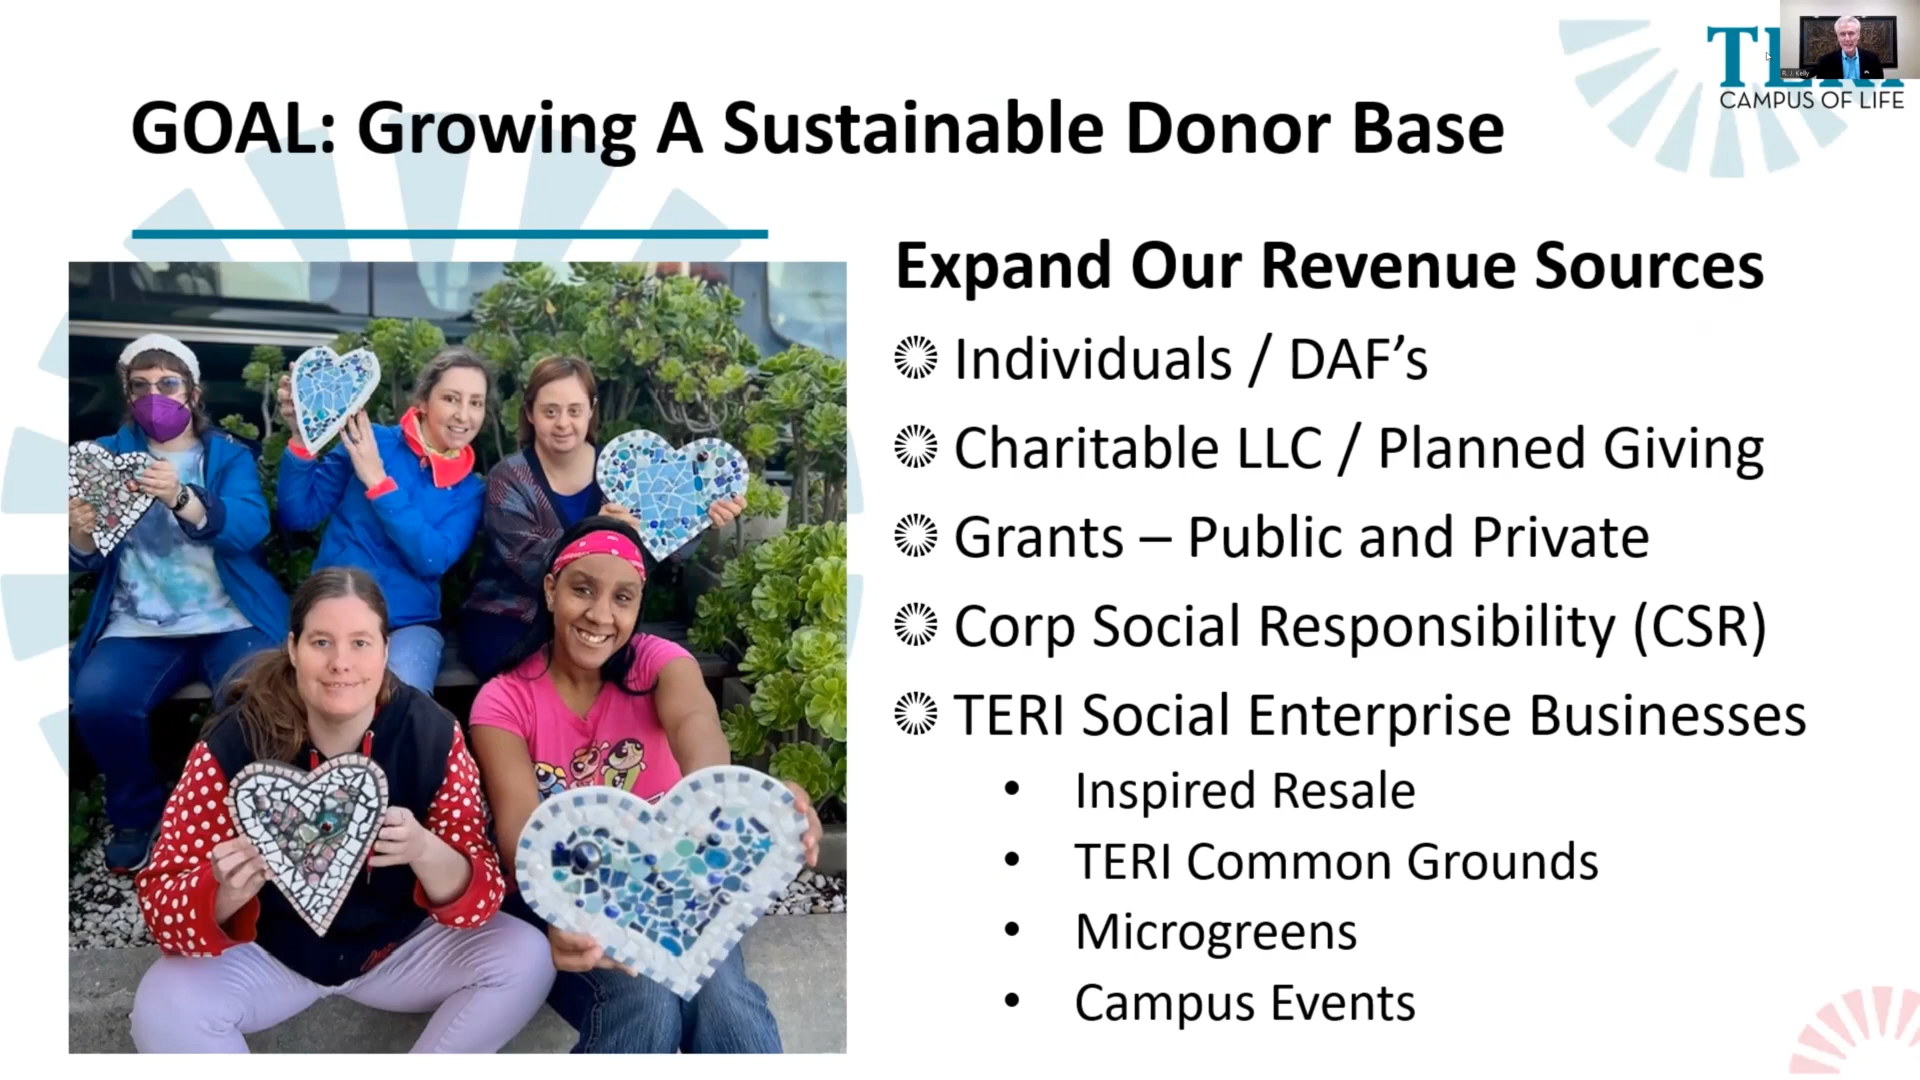 GOAL: Growing A Sustainable Donor Base
CAMPUS OF LIFE
R. J. Kelly
Expand Our Revenue Sources
Individuals / DAF’s
Charitable LLC / Planned Giving
Grants – Public and Private
Corp Social Responsibility (CSR)
TERI Social Enterprise Businesses
• Inspired Resale
• TERI Common Grounds
• Microgreens
• Campus Events